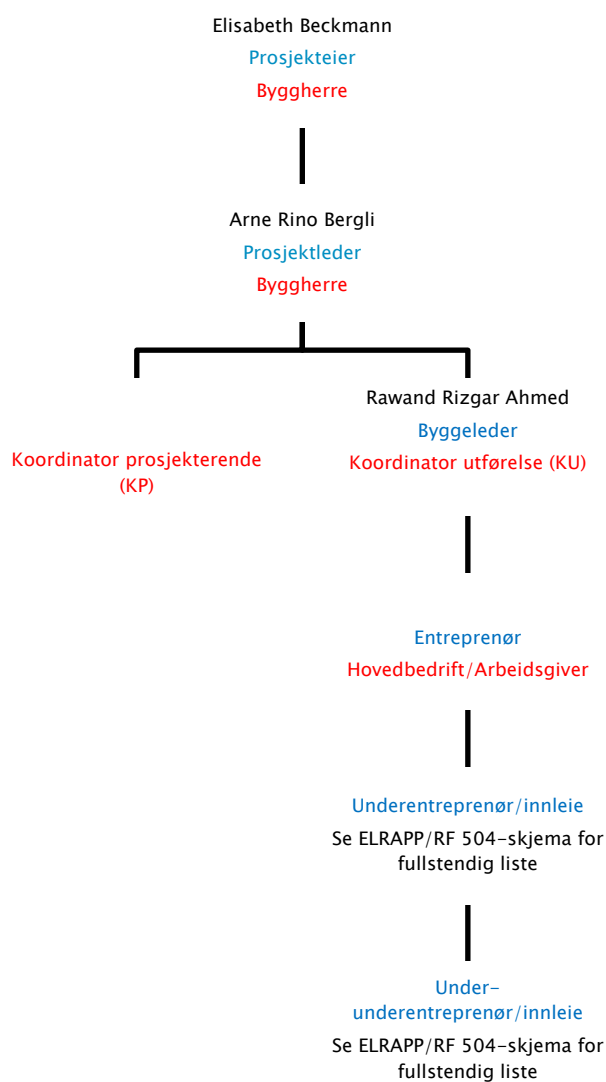 Elisabeth Beckmann
Prosjekteier
Byggherre
Arne Rino Bergli
Prosjektleder
Byggherre
Koordinator prosjekterende
(KP)
Rawand Rizgar Ahmed
Byggeleder
Koordinator utførelse (KU)
Entreprenør
Hovedbedrift/Arbeidsgiver
Underentreprenør/innleie
Se ELRAPP/RF 504-skjema for
fullstendig liste
Under-
underentreprenør/innleie
Se ELRAPP/RF 504-skjema for
fullstendig liste